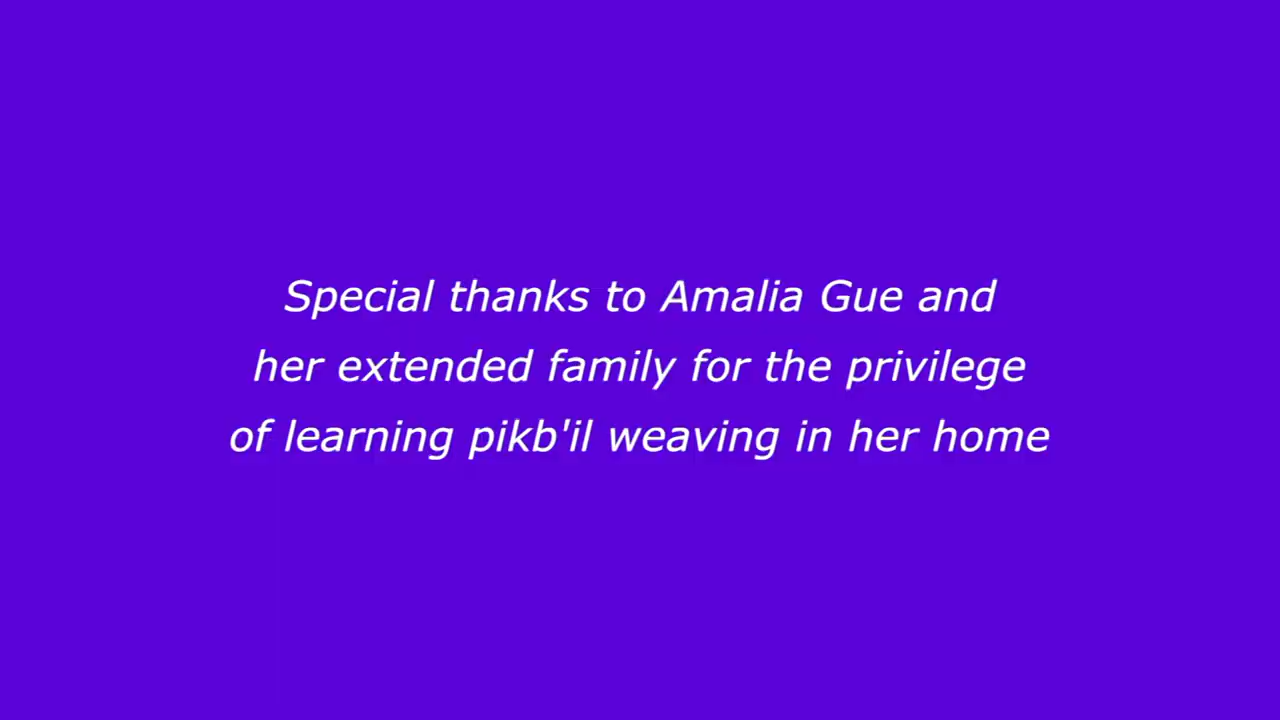 Special thanks to Amalia Gue and
her extended family for the privilege
of learning pikb'il weaving in her home